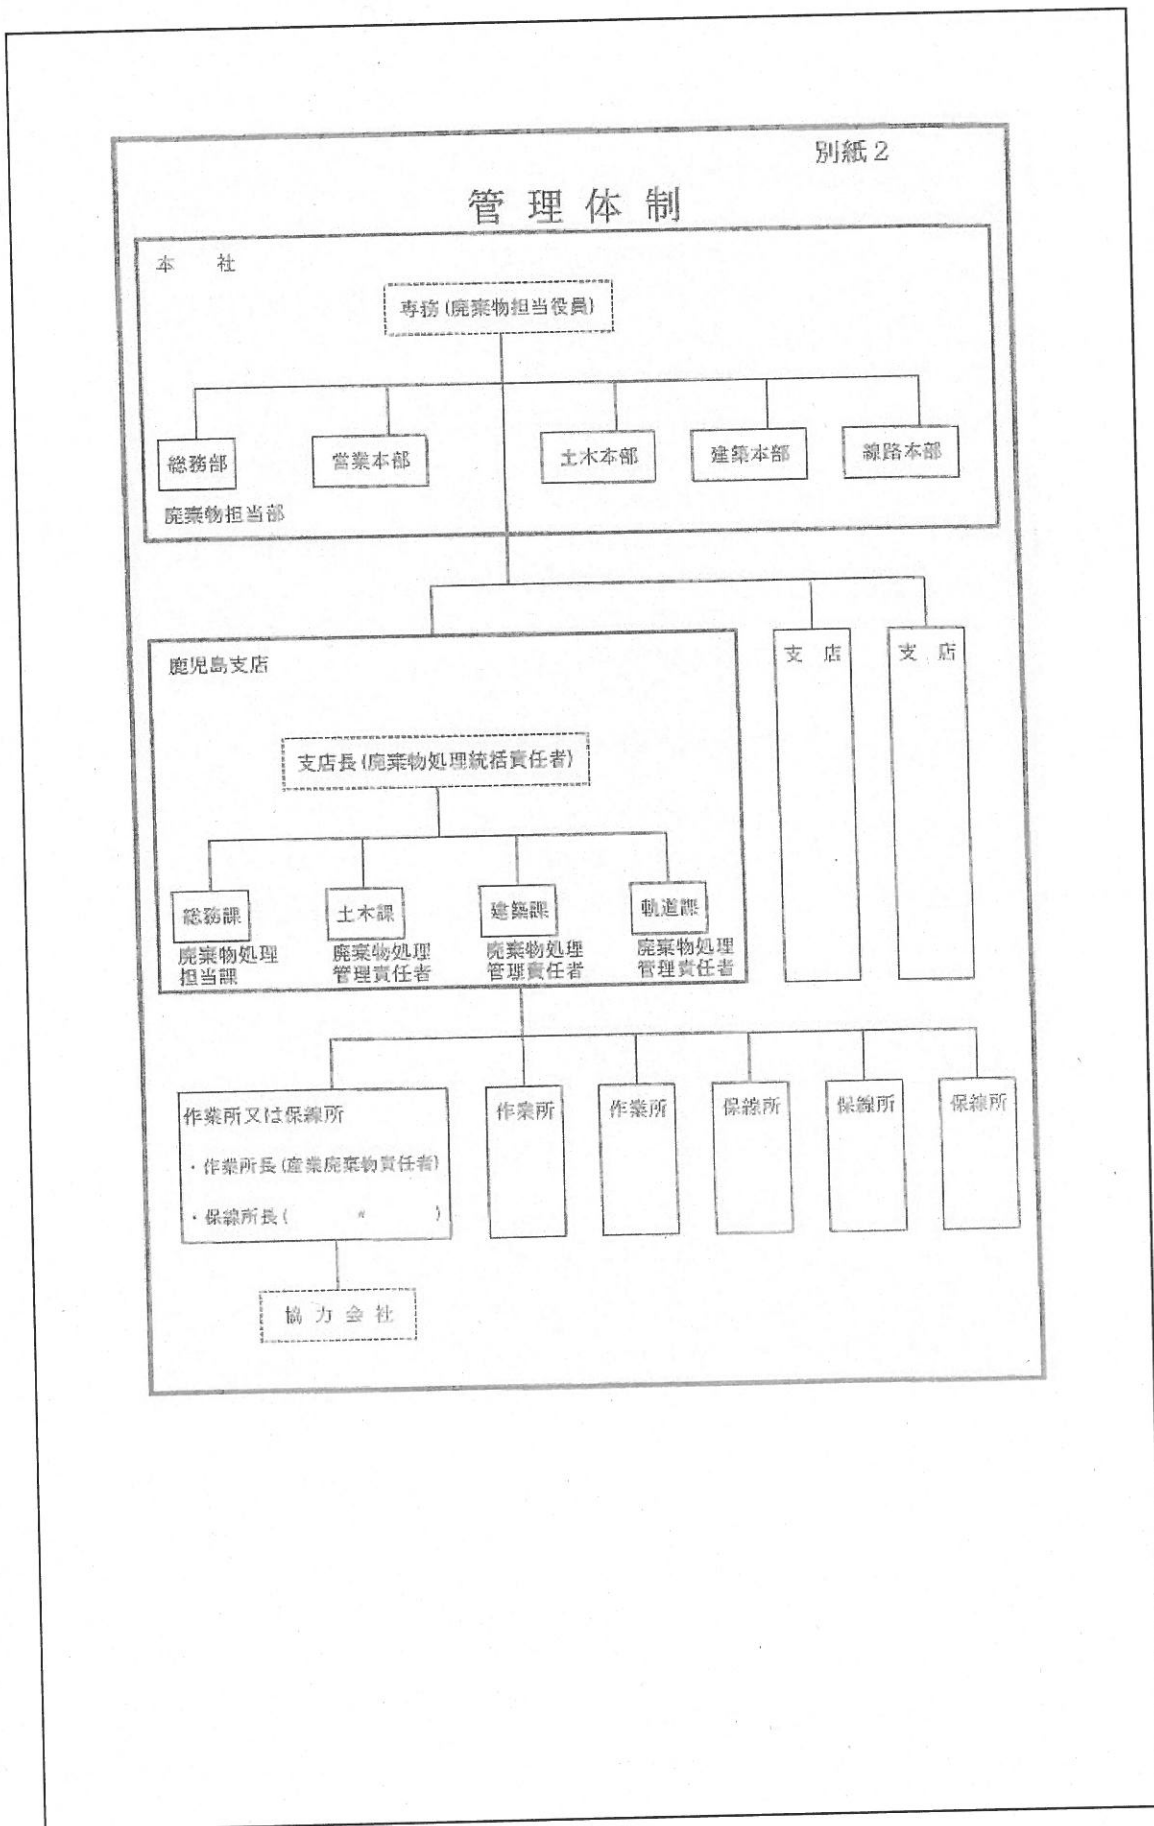 別紙２
管理体制
本　　社
専務(廃棄物担当役員)
総務部
営業本部
土木本部
建築本部
線路本部
廃棄物担当部
鹿児島支店
支　店
支　店
支店長(廃棄物処理統括責任者)
総務課
土木課
建築課
軌道課
廃棄物処理
担当課
廃棄物処理
管理責任者
廃棄物処理
管理責任者
廃棄物処理
管理責任者
作業所又は保線所
・作業所長(産業廃棄物責任者)
・保線所長(　　　〃　　　)
作業所
作業所
保線所
保線所
保線所
協力会社